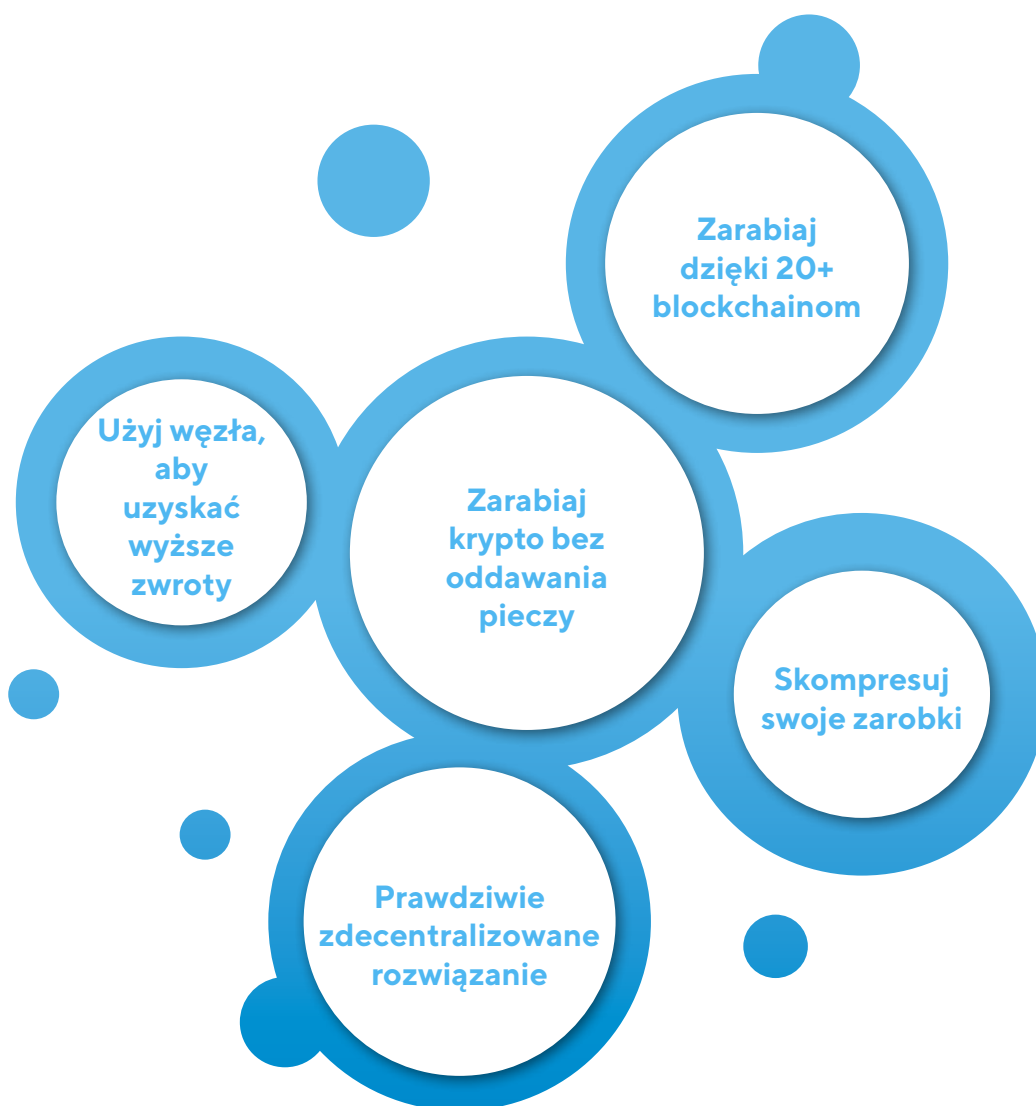 Zarabiaj
dzięki 20+
blockchainom
Użyj węzła,
aby
uzyskać
wyższe
zwroty
Zarabiaj
krypto bez
oddawania
pieczy
Skompresuj
swoje zarobki
Prawdziwie
zdecentralizowane
rozwiązanie